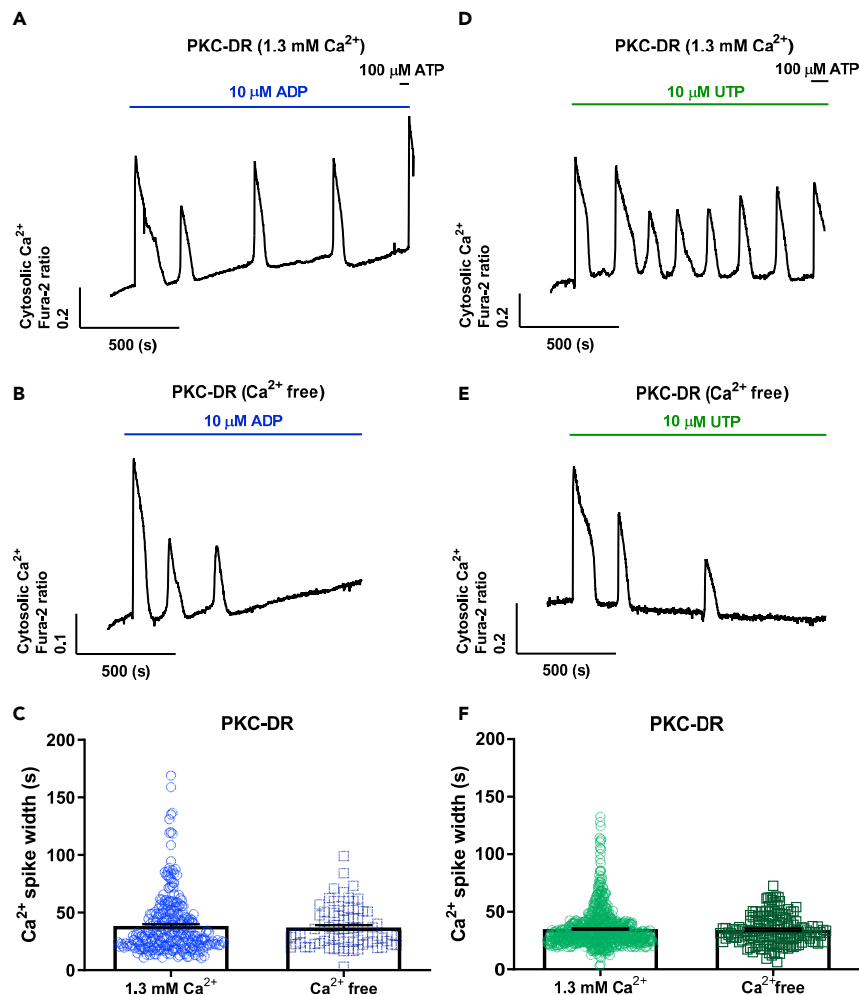 A
PKC-DR (1.3 mM Ca²⁺)
100 µM ATP
10 µM ADP
Cytosolic Ca²⁺
Fura-2 ratio
0.2
500 (s)
D
PKC-DR (1.3 mM Ca²⁺)
100 µM ATP
10 µM UTP
Cytosolic Ca²⁺
Fura-2 ratio
0.2
500 (s)
B
PKC-DR (Ca²⁺ free)
10 µM ADP
Cytosolic Ca²⁺
Fura-2 ratio
0.1
500 (s)
E
PKC-DR (Ca²⁺ free)
10 µM UTP
Cytosolic Ca²⁺
Fura-2 ratio
0.2
500 (s)
C
PKC-DR
Ca²⁺ spike width (s)
200
150
100
50
0
1.3 mM Ca²⁺
Ca²⁺ free
F
PKC-DR
Ca²⁺ spike width (s)
200
150
100
50
0
1.3 mM Ca²⁺
Ca²⁺ free